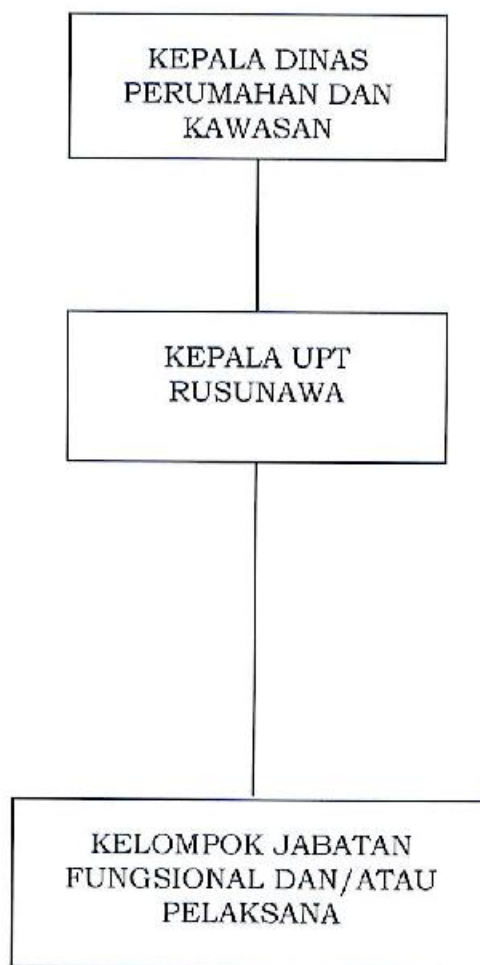 KEPALA DINAS
PERUMAHAN DAN
KAWASAN
KEPALA UPT
RUSUNAWA
KELOMPOK JABATAN
FUNGSIONAL DAN/ATAU
PELAKSANA